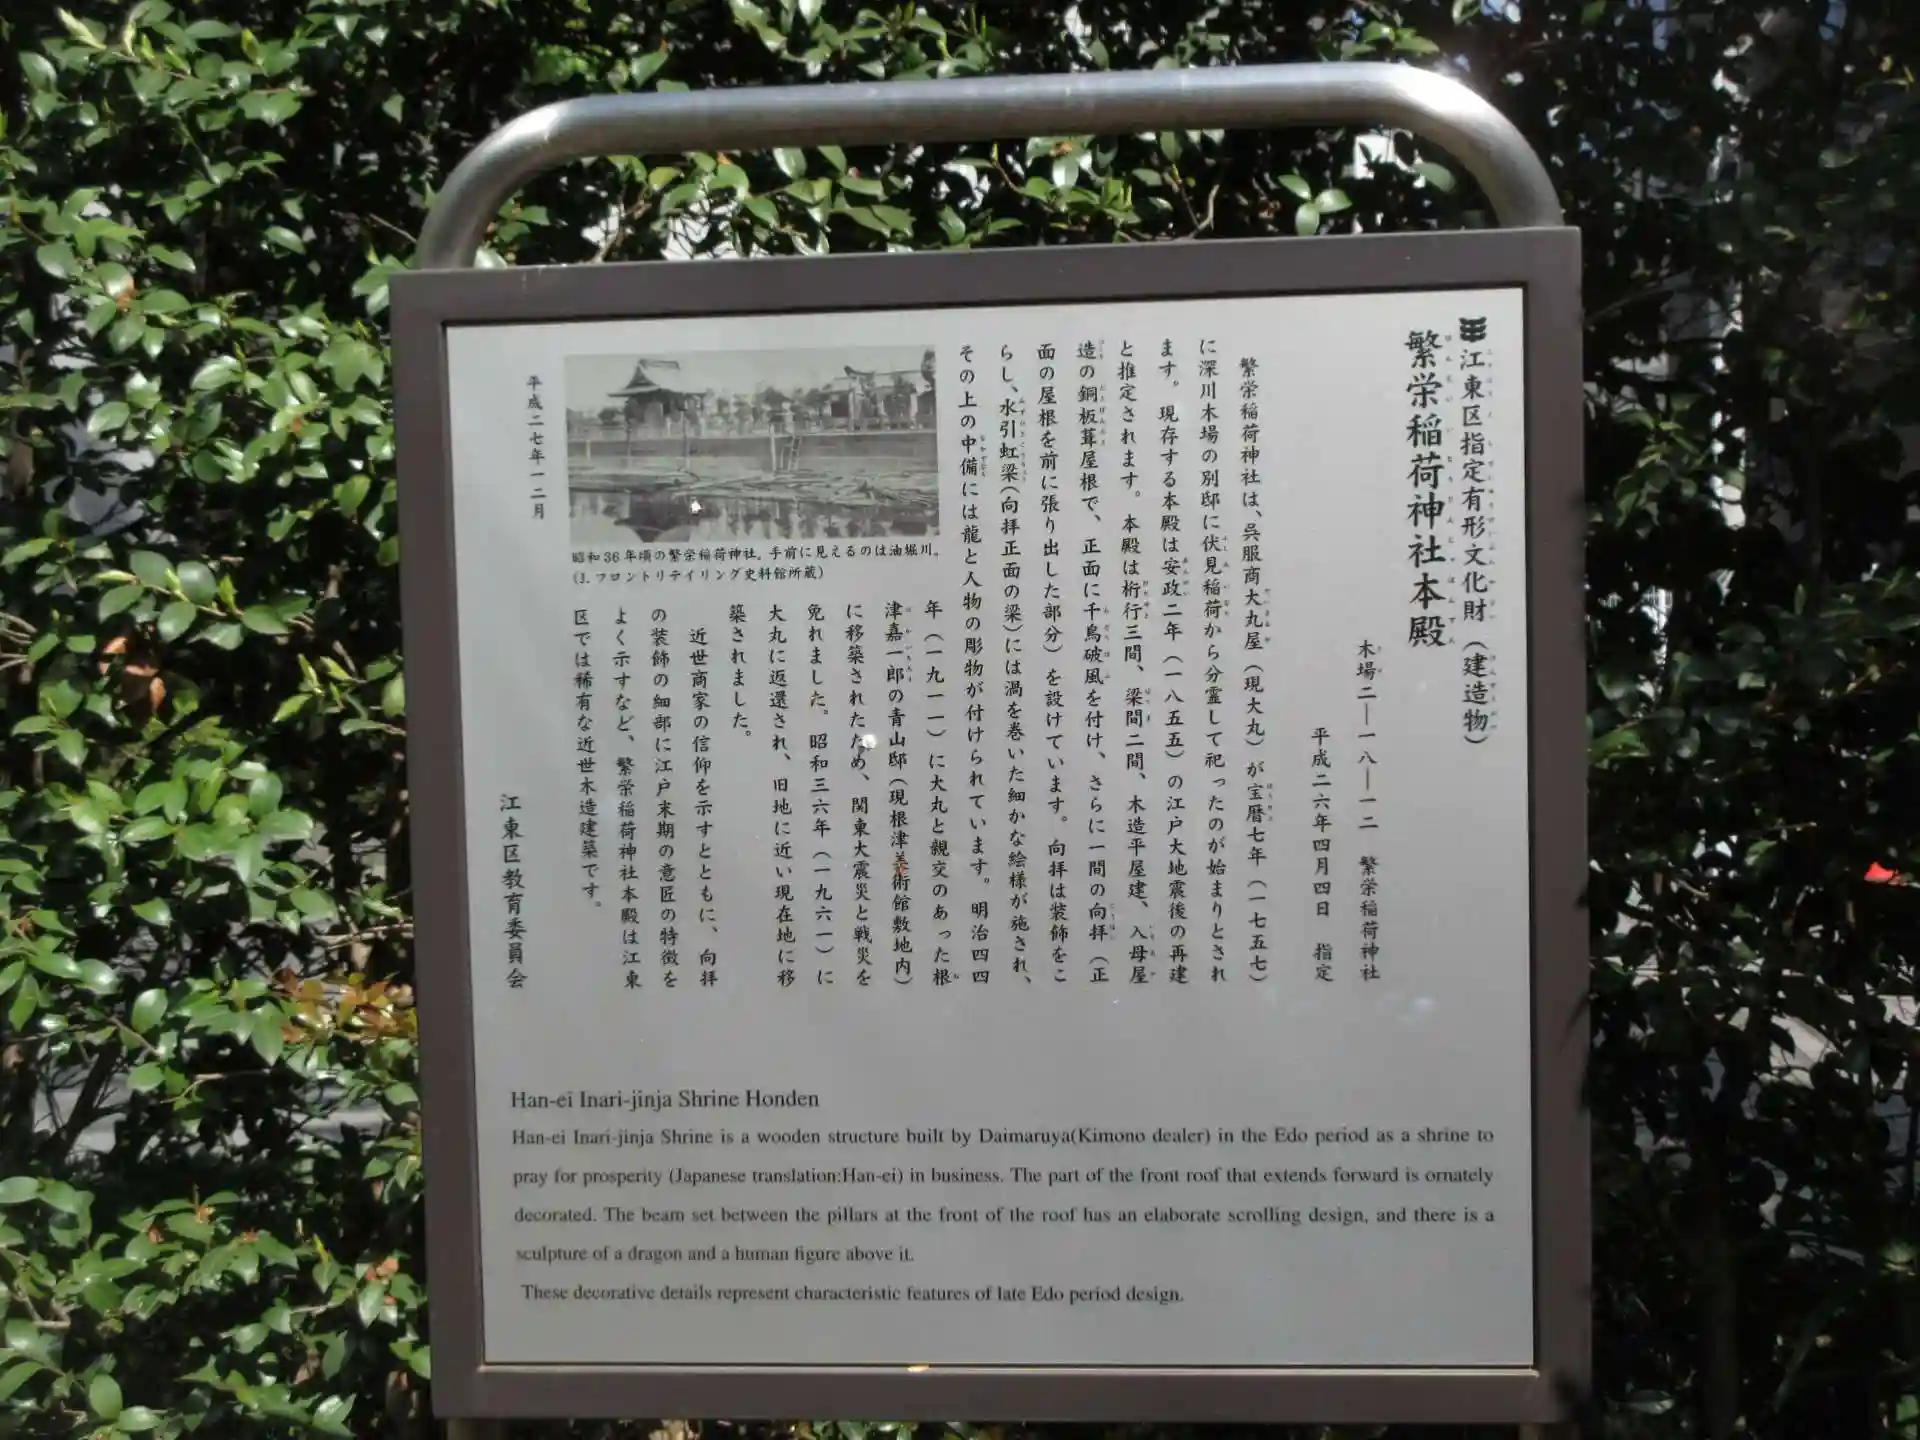 江東区指定有形文化財（建造物）
繁栄稲荷神社本殿
木場二―一八―一二　繁栄稲荷神社
平成二六年四月四日　指定
繁栄稲荷神社は、呉服商大丸屋（現大丸）が宝暦七年（一七五七）
に深川木場の別邸に伏見稲荷から分霊して祀ったのが始まりとされ
ます。現存する本殿は安政二年（一八五五）の江戸大地震後の再建
と推定されます。本殿は桁行三間、梁間二間、木造平屋建、入母屋
造の銅板葺屋根で、正面に千鳥破風を付け、さらに一間の向拝（正
面の屋根を前に張り出した部分）を設けています。向拝は装飾をこ
らし、水引虹梁（向拝正面の梁）には渦を巻いた細かな絵様が施され、
その上の中備には龍と人物の彫物が付けられています。明治四四
年（一九一一）に大丸と親交のあった根
津嘉一郎の青山邸（現根津美術館敷地内）
に移築されたため、関東大震災と戦災を
免れました。昭和三六年（一九六一）に
大丸に返還され、旧地に近い現在地に移
築されました。
近世商家の信仰を示すとともに、向拝
の装飾の細部に江戸末期の意匠の特徴を
よく示すなど、繁栄稲荷神社本殿は江東
区では稀有な近世木造建築です。
昭和36年頃の繁栄稲荷神社。手前に見えるのは油堀川。
（J.フロントリテイリング史料館所蔵）
平成二七年一二月
江東区教育委員会
Han-ei Inari-jinja Shrine Honden
Han-ei Inari-jinja Shrine is a wooden structure built by Daimaruya(Kimono dealer) in the Edo period as a shrine to
pray for prosperity (Japanese translation:Han-ei) in business. The part of the front roof that extends forward is ornately
decorated. The beam set between the pillars at the front of the roof has an elaborate scrolling design, and there is a
sculpture of a dragon and a human figure above it.
These decorative details represent characteristic features of late Edo period design.